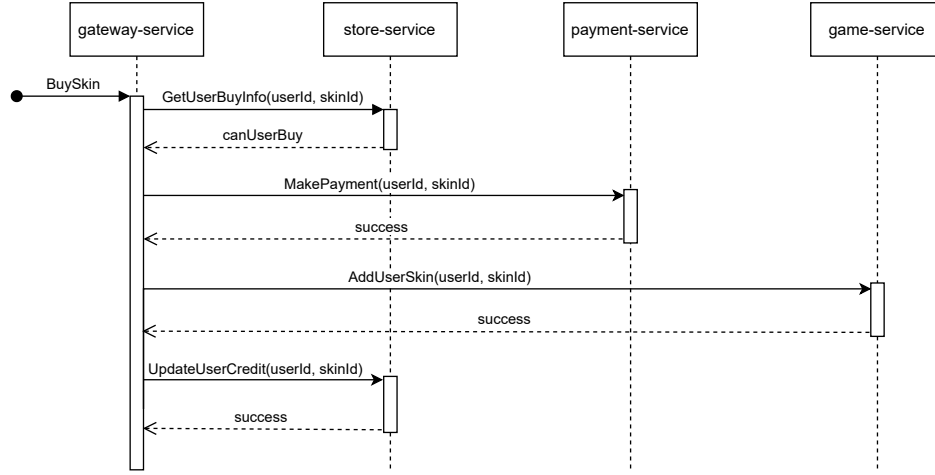 gateway-service
store-service
payment-service
game-service
BuySkin
GetUserBuyInfo(userId, skinId)
canUserBuy
MakePayment(userId, skinId)
success
AddUserSkin(userId, skinId)
success
UpdateUserCredit(userId, skinId)
success